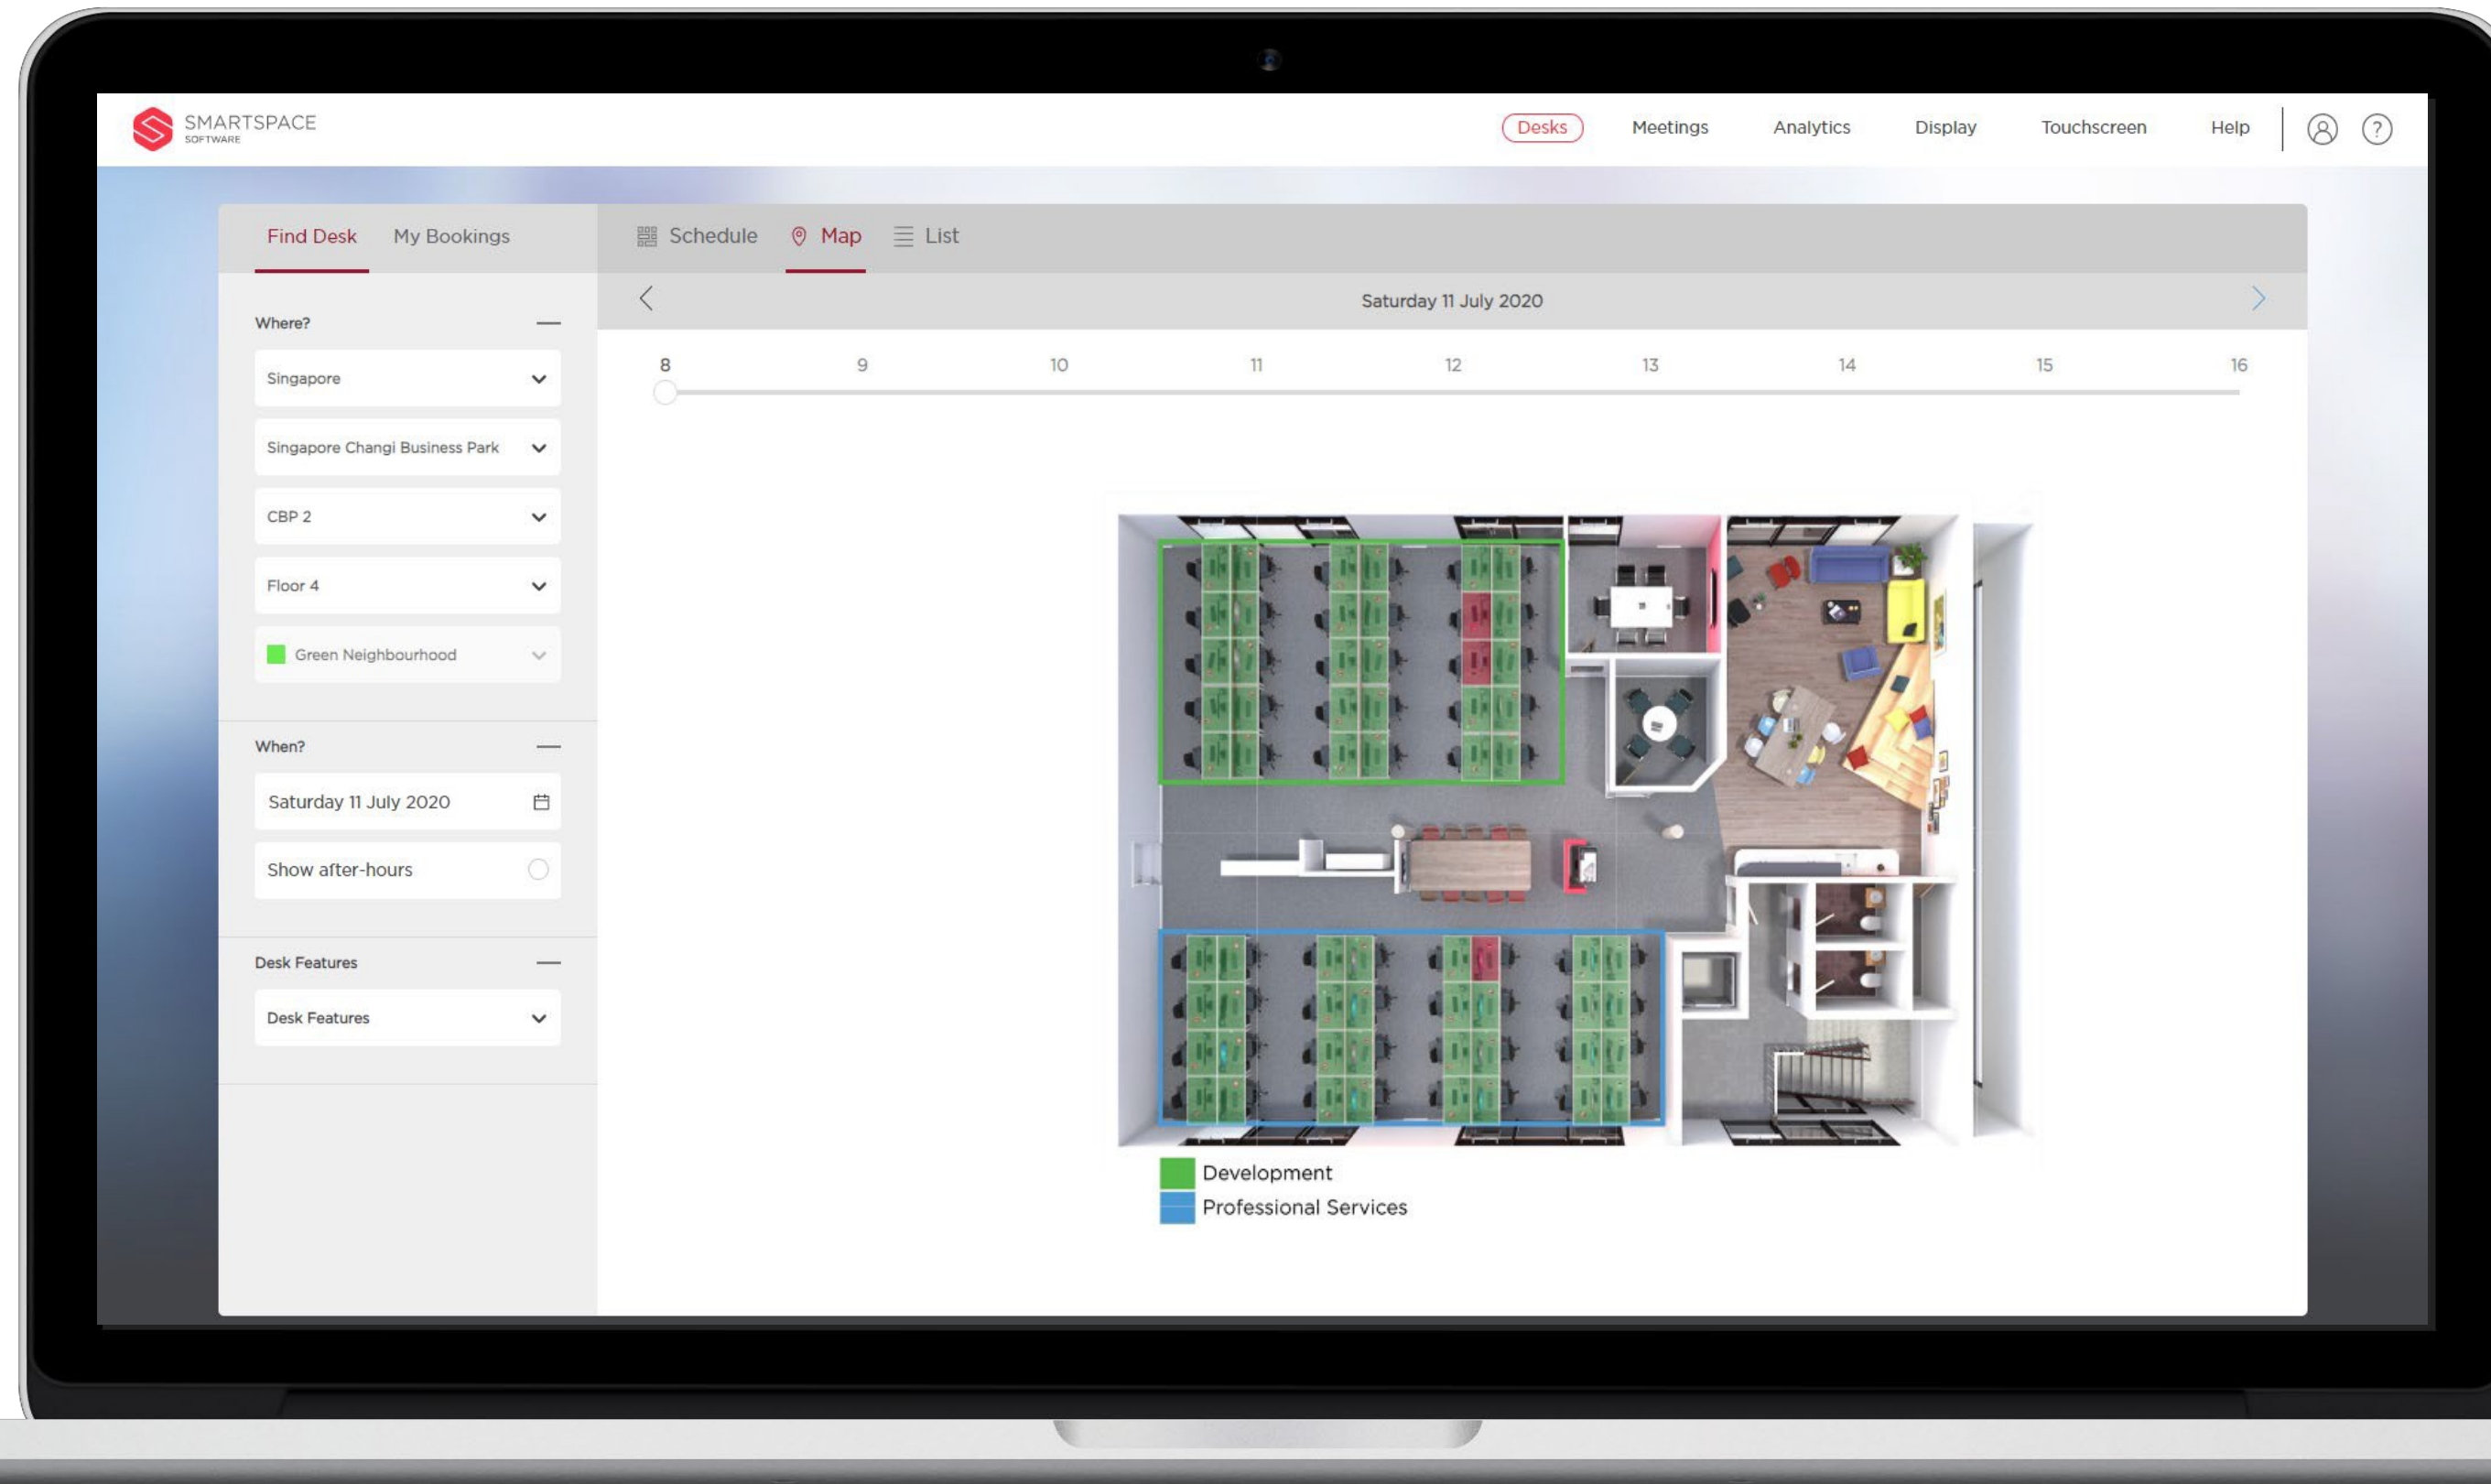 SMARTSPACE
SOFTWARE
Desks Meetings Analytics Display Touchscreen Help
?
Find Desk My Bookings
Schedule Map List
Saturday 11 July 2020
8 9 10 11 12 13 14 15 16
Where?
Singapore
Singapore Changi Business Park
CBP 2
Floor 4
Green Neighbourhood
When?
Saturday 11 July 2020
Show after-hours
Desk Features
Desk Features
Development
Professional Services